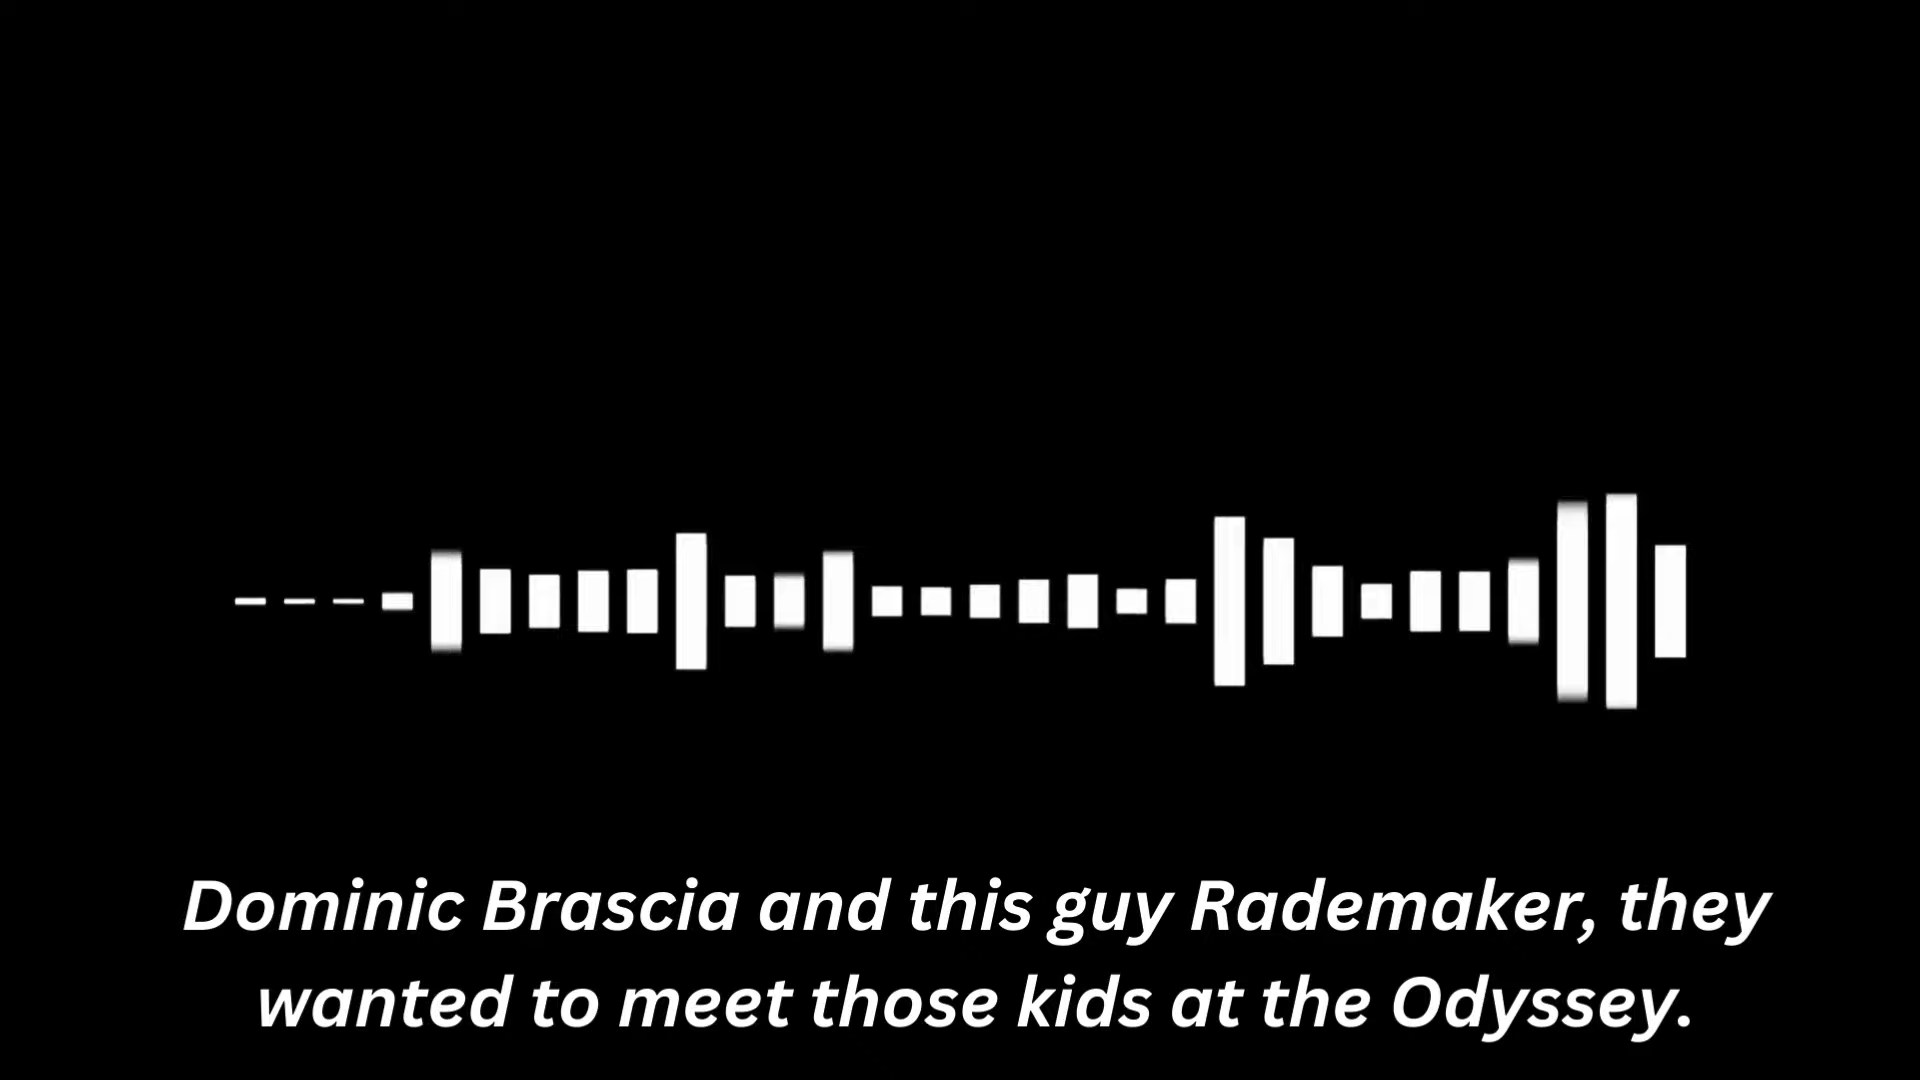 Dominic Brascia and this guy Rademaker, they
wanted to meet those kids at the Odyssey.